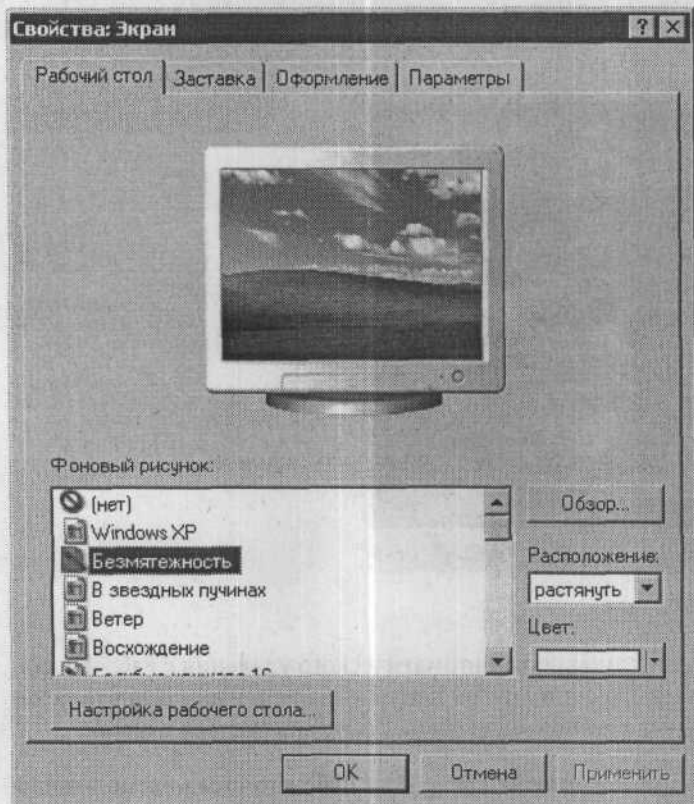 Свойства: Экран
Рабочий стол Заставка Оформление Параметры
Фоновый рисунок:
(нет)
Windows XP
Безмятежность
В звездных пучинах
Ветер
Восхождение
Обзор...
Расположение:
растянуть
Цвет:
Настройка рабочего стола...
ОК Отмена Применить